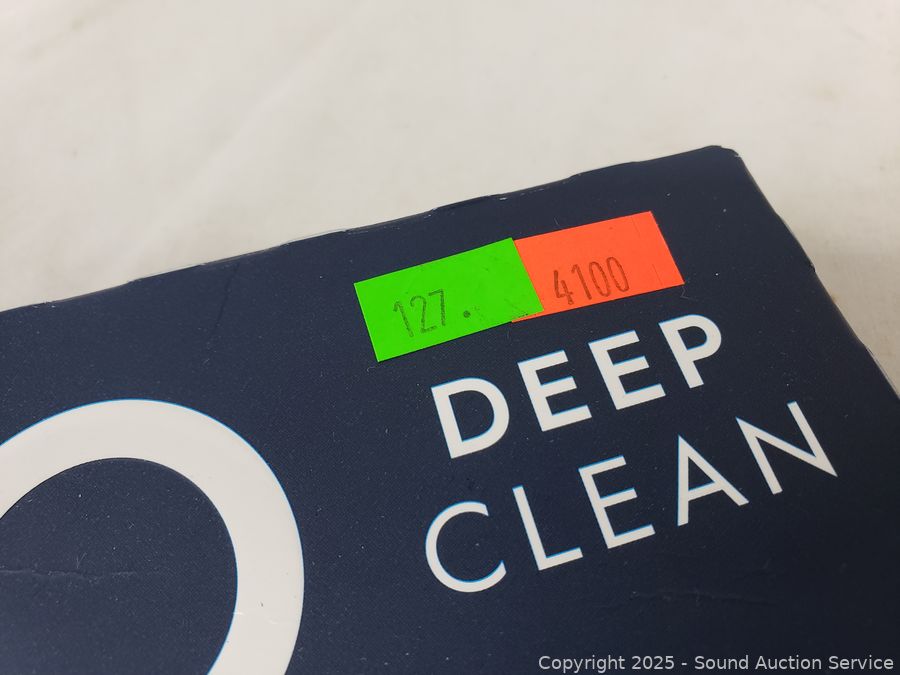 127.
4100
DEEP
CLEAN
Copyright 2025 - Sound Auction Service